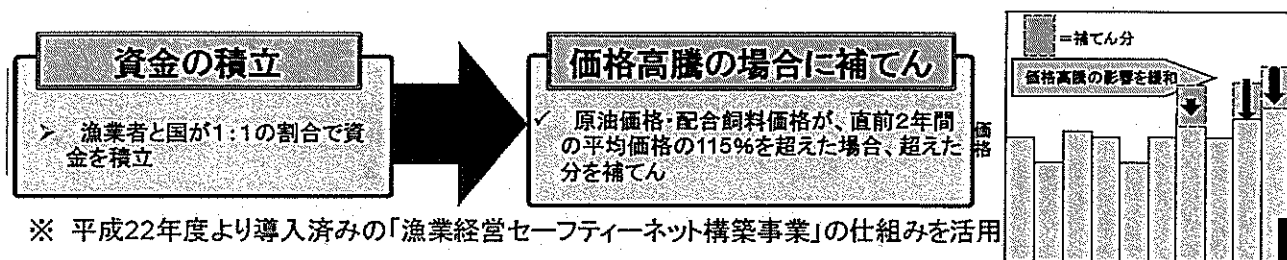 資金の積立
➢ 漁業者と国が1:1の割合で資
金を積立
価格高騰の場合に補てん
✓ 原油価格・配合飼料価格が、直前2年間
の平均価格の115%を超えた場合、超えた
分を補てん
=補てん分
価格高騰の影響を緩和
価格
※ 平成22年度より導入済みの「漁業経営セーフティーネット構築事業」の仕組みを活用